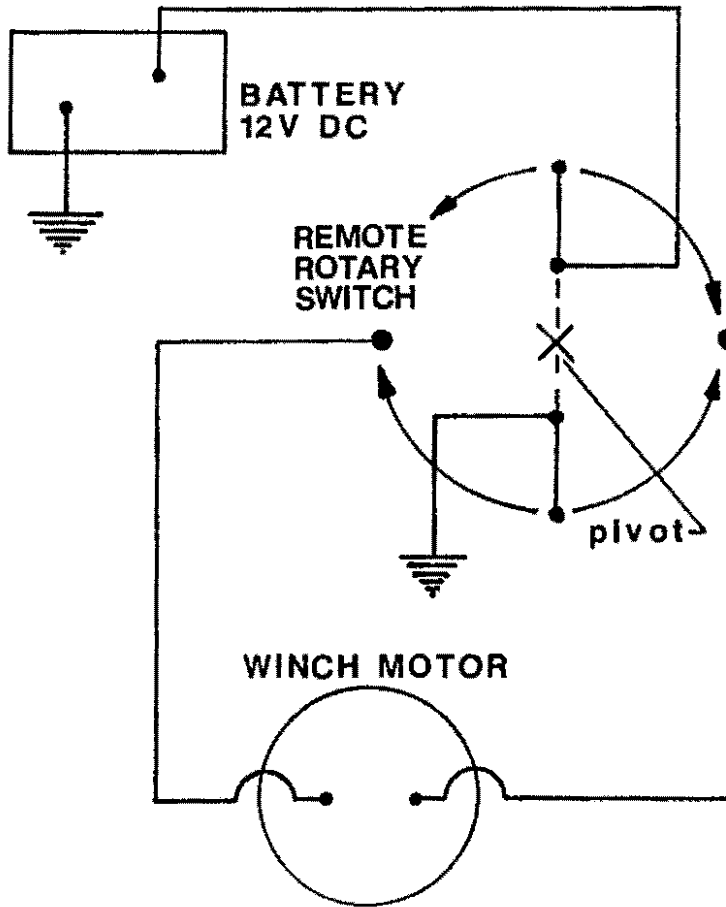 BATTERY
12V DC
REMOTE
ROTARY
SWITCH
pivot
WINCH MOTOR